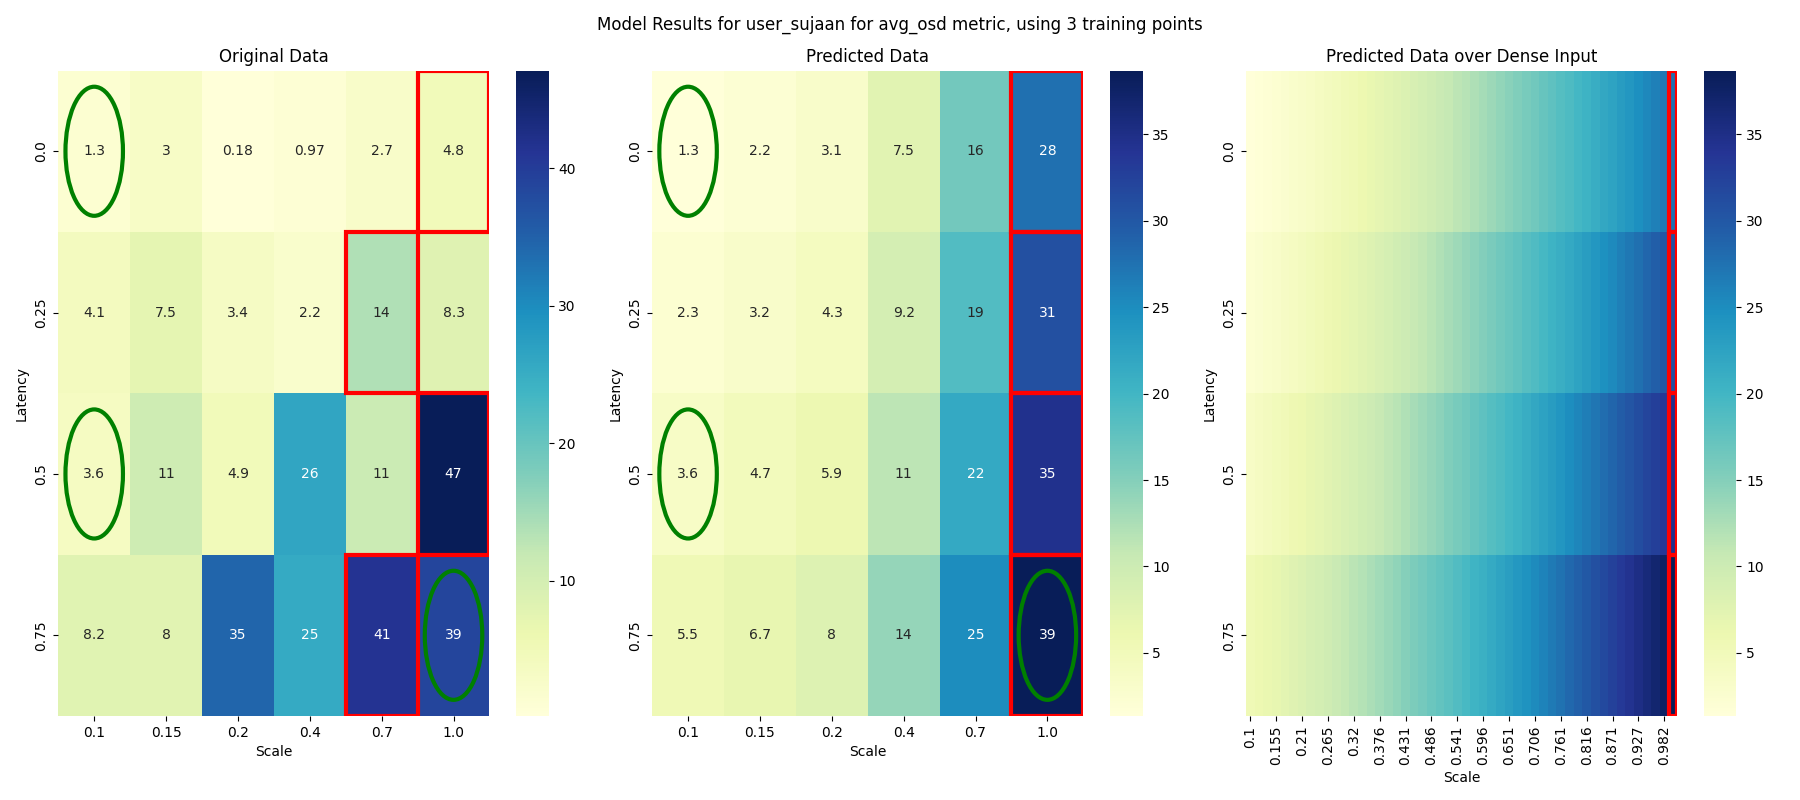 Model Results for user_sujaan for avg_osd metric, using 3 training points
Original Data
1.3 3 0.18 0.97 2.7 4.8
4.1 7.5 3.4 2.2 14 8.3
3.6 11 4.9 26 11 47
8.2 8 35 25 41 39
0.0
0.25
0.5
0.75
Latency
0.1 0.15 0.2 0.4 0.7 1.0
Scale
40
30
20
10
Predicted Data
1.3 2.2 3.1 7.5 16 28
2.3 3.2 4.3 9.2 19 31
3.6 4.7 5.9 11 22 35
5.5 6.7 8 14 25 39
0.0
0.25
0.5
0.75
Latency
0.1 0.15 0.2 0.4 0.7 1.0
Scale
35
30
25
20
15
10
5
Predicted Data over Dense Input
0.0
0.25
0.5
0.75
Latency
0.1 0.155 0.21 0.265 0.32 0.376 0.431 0.486 0.541 0.596 0.651 0.706 0.761 0.816 0.871 0.927 0.982
Scale
35
30
25
20
15
10
5